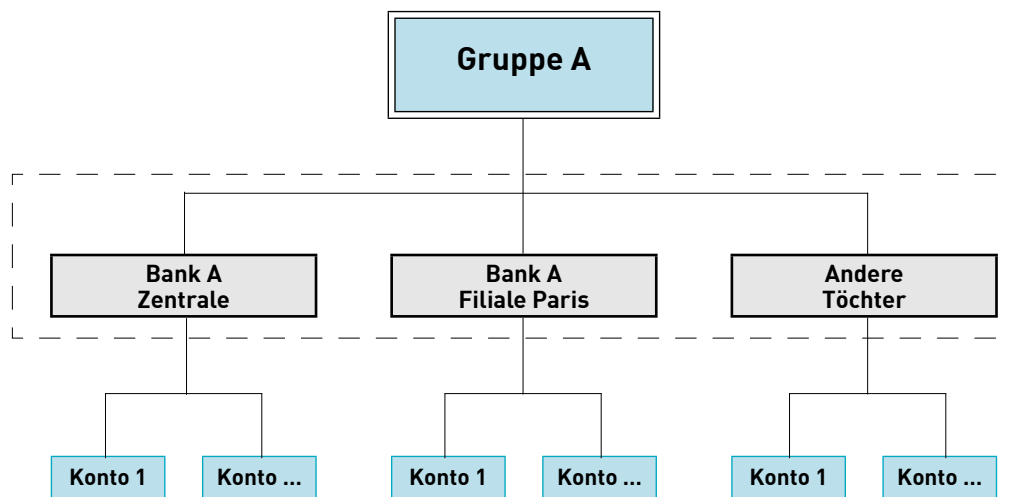 Gruppe A
Bank A
Zentrale
Bank A
Filiale Paris
Andere
Töchter
Konto 1
Konto ...
Konto 1
Konto ...
Konto 1
Konto ...